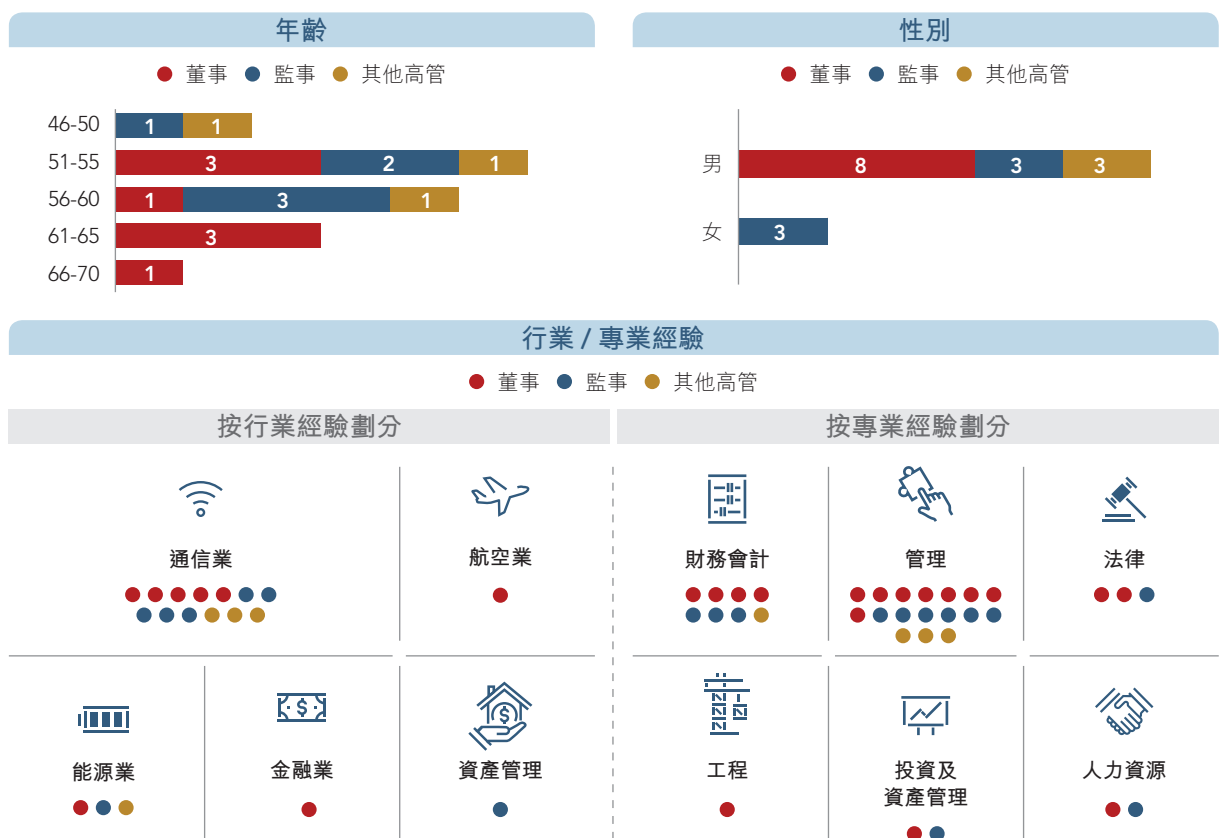 年齡
董事 監事 其他高管
46-50 1 1
51-55 3 2 1
56-60 1 3 1
61-65 3
66-70 1
性別
董事 監事 其他高管
男 8 3 3
女 3
行業 / 專業經驗
董事 監事 其他高管
按行業經驗劃分
通信業
航空業
$
$
能源業
金融業
資產管理
按專業經驗劃分
財務會計
管理
法律
工程
投資及
資產管理
人力資源